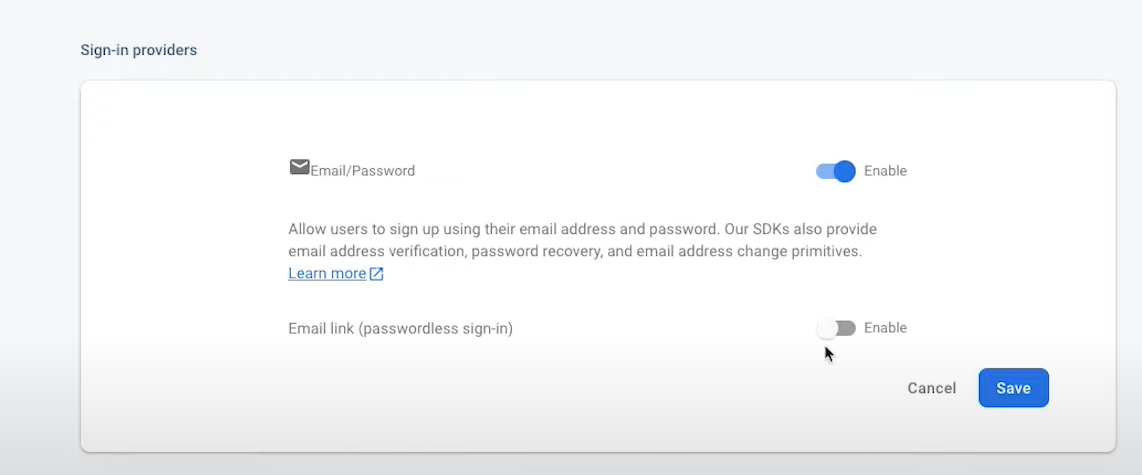 Sign-in providers
Email/Password
Enable
Allow users to sign up using their email address and password. Our SDKs also provide
email address verification, password recovery, and email address change primitives.
Learn more
Email link (passwordless sign-in)
Enable
Cancel
Save